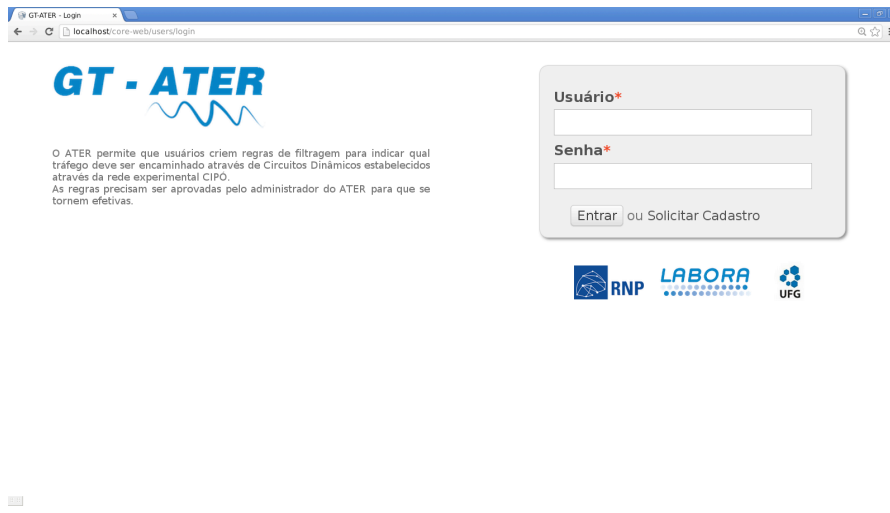 GT-ATER - Login
localhost/core-web/users/login
GT - ATER
O ATER permite que usuários criem regras de filtragem para indicar qual
tráfego deve ser encaminhado através de Circuitos Dinâmicos estabelecidos
através da rede experimental CIPÓ.
As regras precisam ser aprovadas pelo administrador do ATER para que se
tornem efetivas.
Usuário*
Senha*
Entrar ou Solicitar Cadastro
RNP LABORA UFG